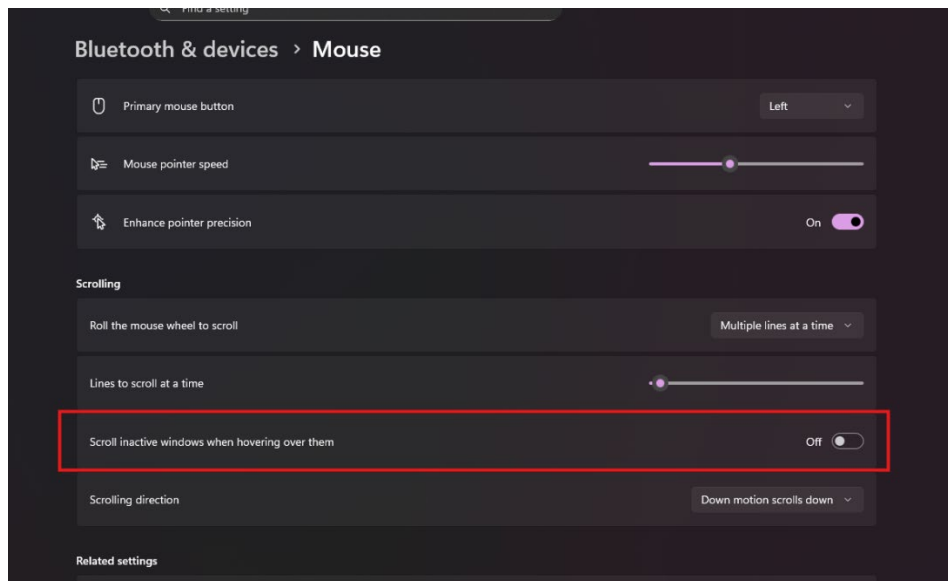 Find a setting
Bluetooth & devices > Mouse
Primary mouse button
Left
Mouse pointer speed
Enhance pointer precision
On
Scrolling
Roll the mouse wheel to scroll
Multiple lines at a time
Lines to scroll at a time
Scroll inactive windows when hovering over them
Off
Scrolling direction
Down motion scrolls down
Related settings